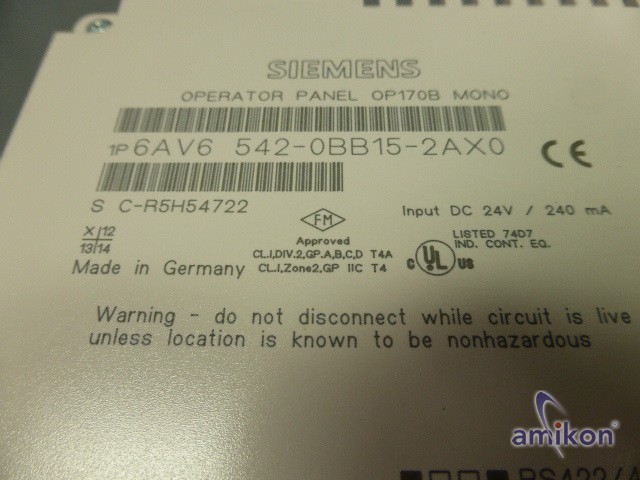 SIEMENS
OPERATOR PANEL OP170B MONO
1P 6AV6 542-0BB15-2AX0
CE
S C-R5H54722
Input DC 24V / 240 mA
FM
X 12
13 14
Approved
CL.I,DIV.2,GP.A,B,C,D T4A
CL.I,Zone2,GP IIC T4
C UL US
LISTED 74D7
IND. CONT. EQ.
Made in Germany
Warning - do not disconnect while circuit is live
unless location is known to be nonhazardous
amikon